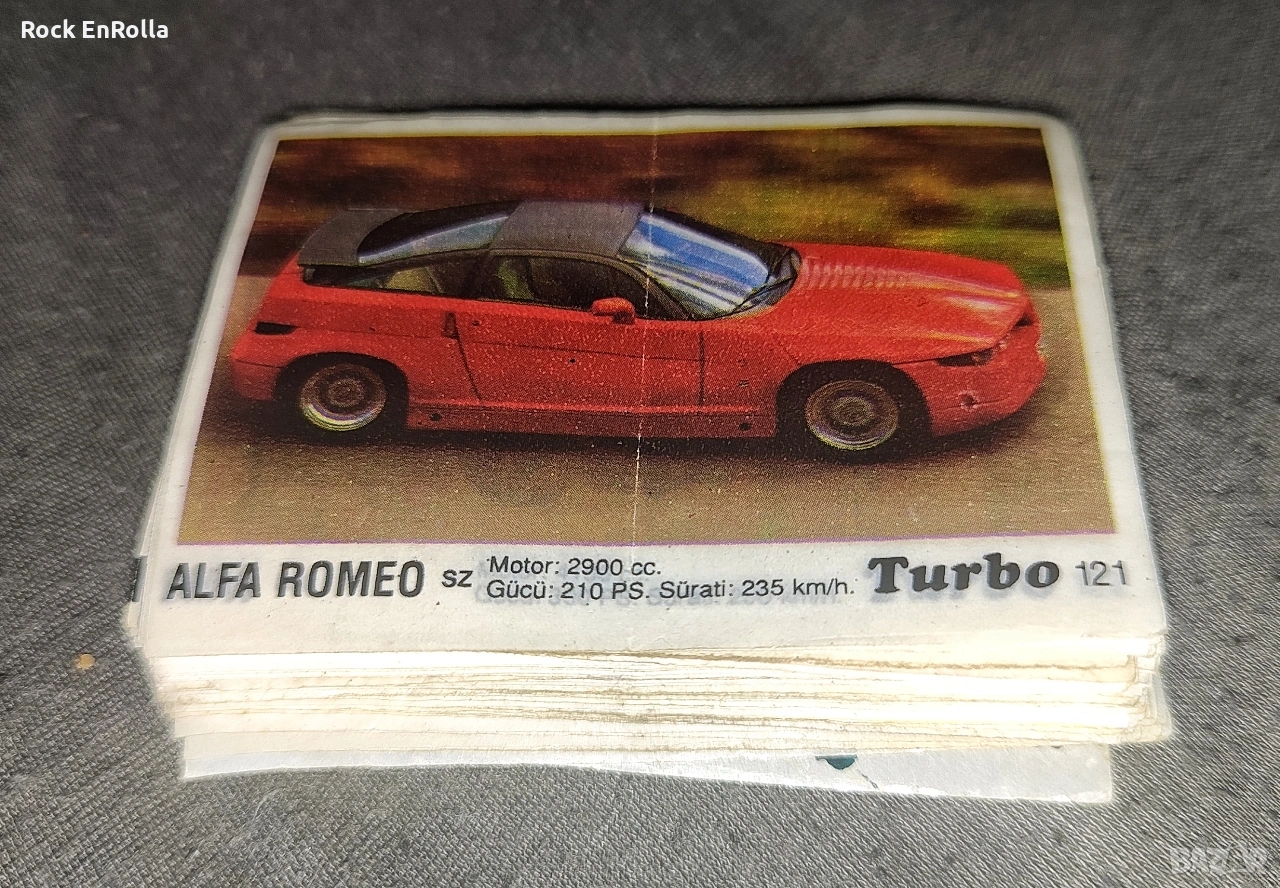 Rock EnRolla
ALFA ROMEO SZ
Motor: 2900 cc.
Gücü: 210 PS. Sürati: 235 km/h.
Turbo 121